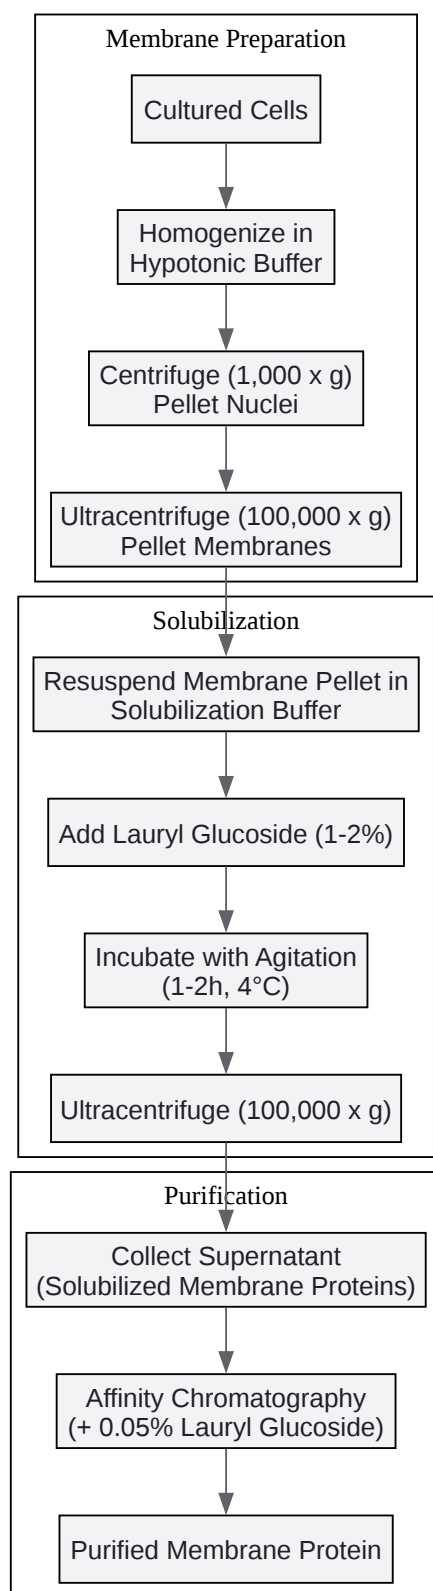 Membrane Preparation
Cultured Cells
Homogenize in
Hypotonic Buffer
Centrifuge (1,000 x g)
Pellet Nuclei
Ultracentrifuge (100,000 x g)
Pellet Membranes
Solubilization
Resuspend Membrane Pellet in
Solubilization Buffer
Add Lauryl Glucoside (1-2%)
Incubate with Agitation
(1-2h, 4°C)
Ultracentrifuge (100,000 x g)
Purification
Collect Supernatant
(Solubilized Membrane Proteins)
Affinity Chromatography
(+ 0.05% Lauryl Glucoside)
Purified Membrane Protein